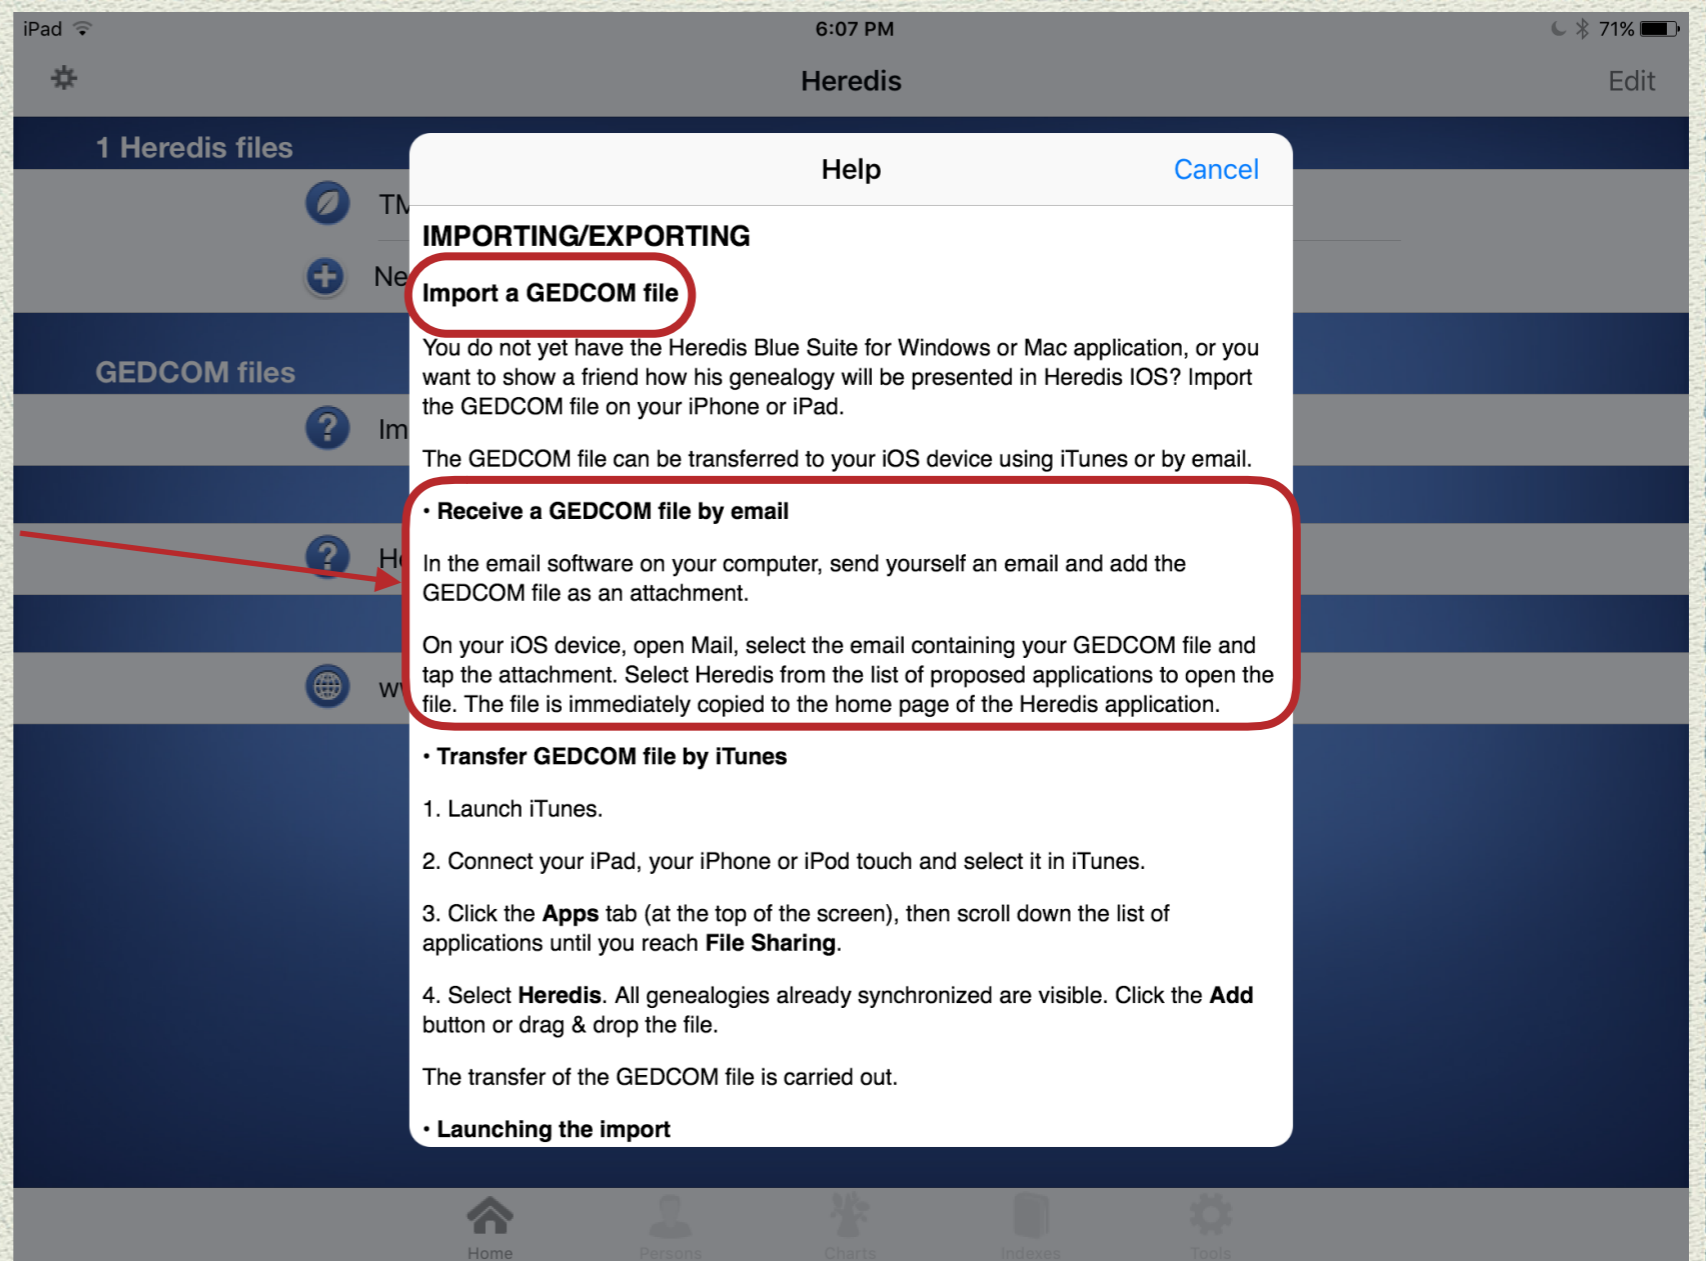 iPad 6:07 PM 71%
Heredis Edit
1 Heredis files
GEDCOM files
Help Cancel
IMPORTING/EXPORTING
Import a GEDCOM file
You do not yet have the Heredis Blue Suite for Windows or Mac application, or you
want to show a friend how his genealogy will be presented in Heredis IOS? Import
the GEDCOM file on your iPhone or iPad.
The GEDCOM file can be transferred to your iOS device using iTunes or by email.
• Receive a GEDCOM file by email
In the email software on your computer, send yourself an email and add the
GEDCOM file as an attachment.
On your iOS device, open Mail, select the email containing your GEDCOM file and
tap the attachment. Select Heredis from the list of proposed applications to open the
file. The file is immediately copied to the home page of the Heredis application.
• Transfer GEDCOM file by iTunes
1. Launch iTunes.
2. Connect your iPad, your iPhone or iPod touch and select it in iTunes.
3. Click the Apps tab (at the top of the screen), then scroll down the list of
applications until you reach File Sharing.
4. Select Heredis. All genealogies already synchronized are visible. Click the Add
button or drag & drop the file.
The transfer of the GEDCOM file is carried out.
• Launching the import
Home Persons Charts Indexes Tools